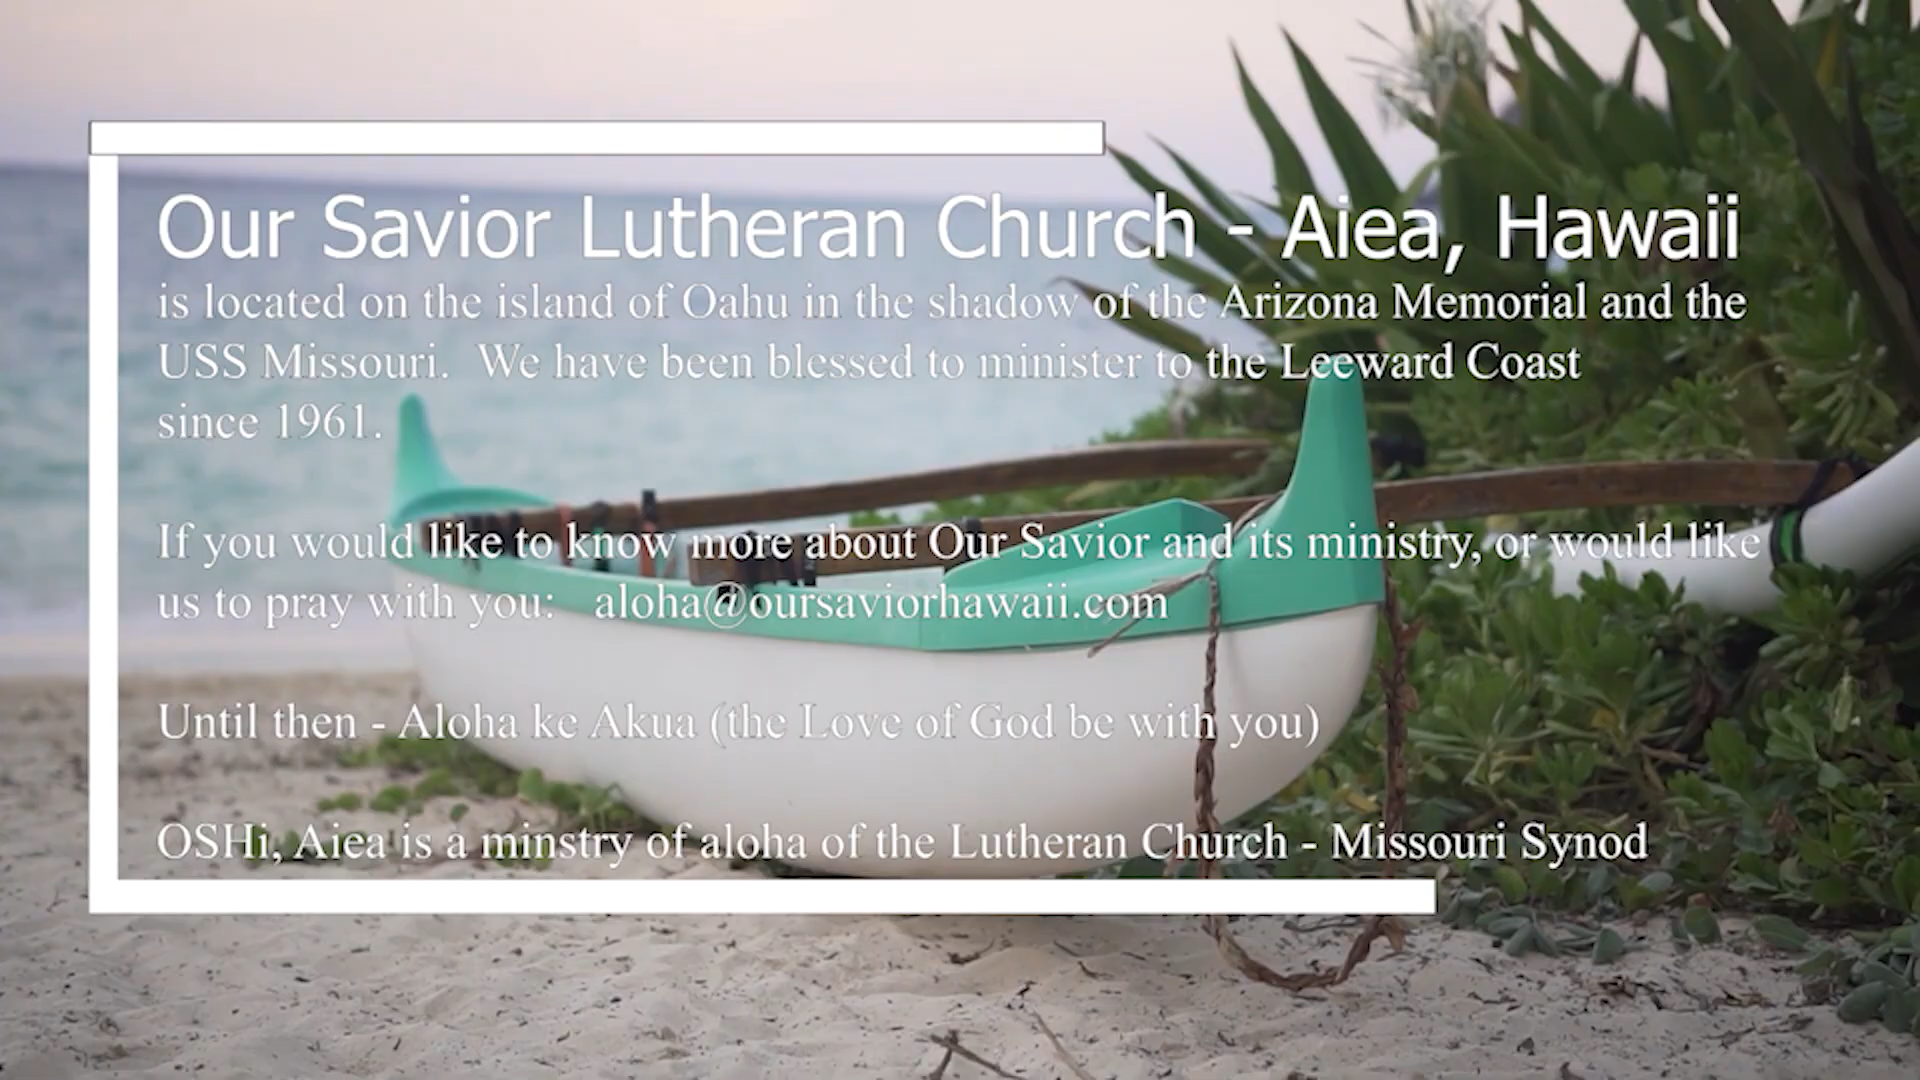 Our Savior Lutheran Church - Aiea, Hawaii
is located on the island of Oahu in the shadow of the Arizona Memorial and the
USS Missouri.  We have been blessed to minister to the Leeward Coast
since 1961.
If you would like to know more about Our Savior and its ministry, or would like
us to pray with you:   aloha@oursaviorhawaii.com
Until then - Aloha ke Akua (the Love of God be with you)
OSHi, Aiea is a minstry of aloha of the Lutheran Church - Missouri Synod